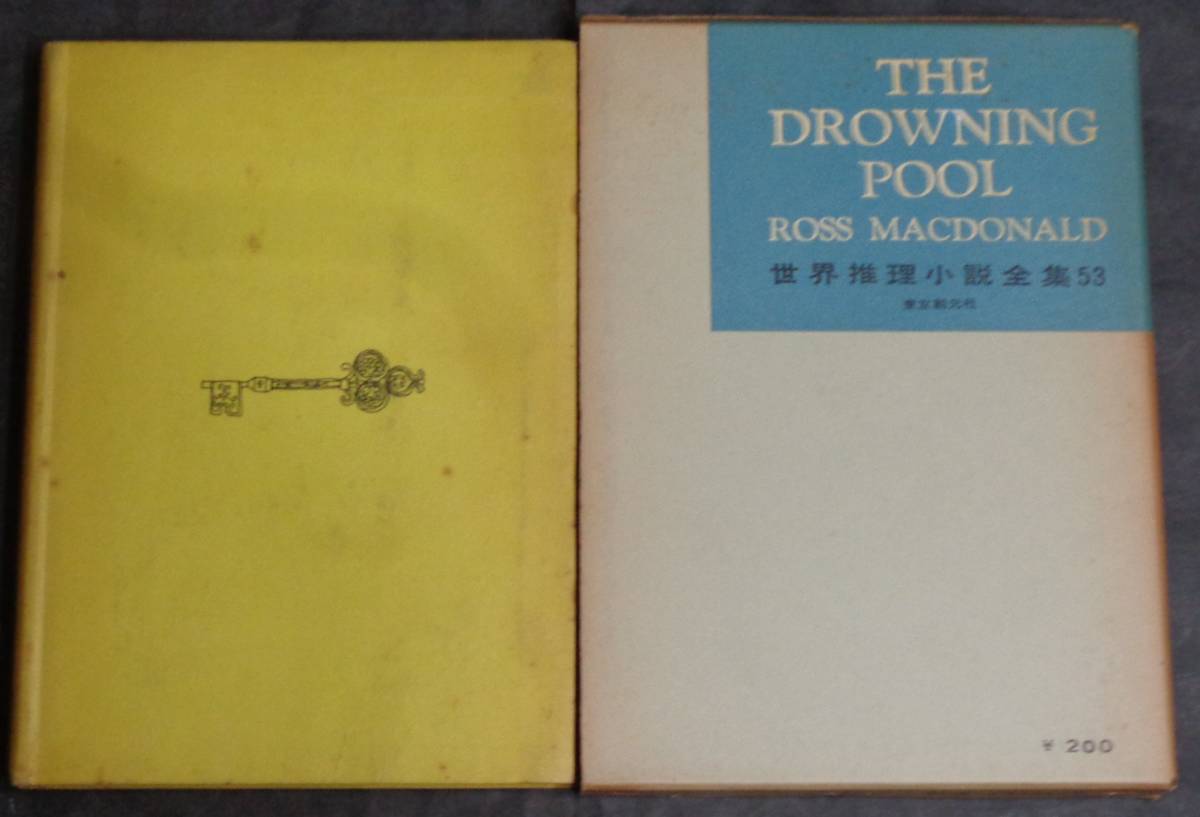 THE
DROWNING
POOL
ROSS MACDONALD
世界推理小説全集53
東京創元社
¥ 200